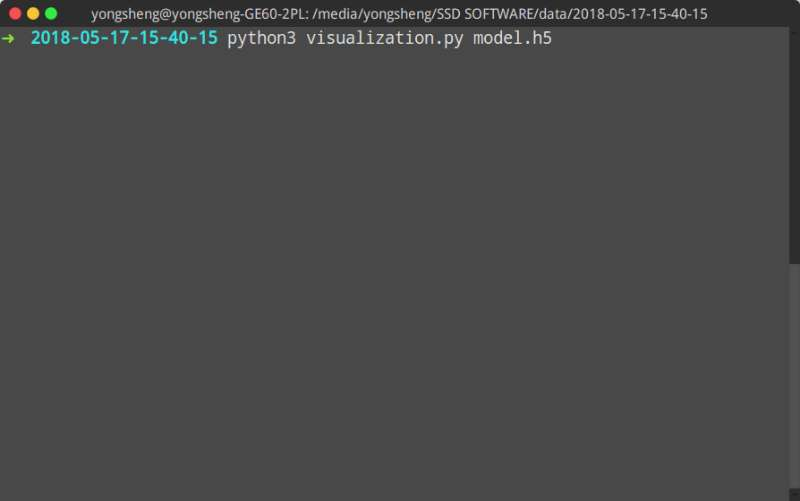 yongsheng@yongsheng-GE60-2PL: /media/yongsheng/SSD SOFTWARE/data/2018-05-17-15-40-15
➜ 2018-05-17-15-40-15 python3 visualization.py model.h5